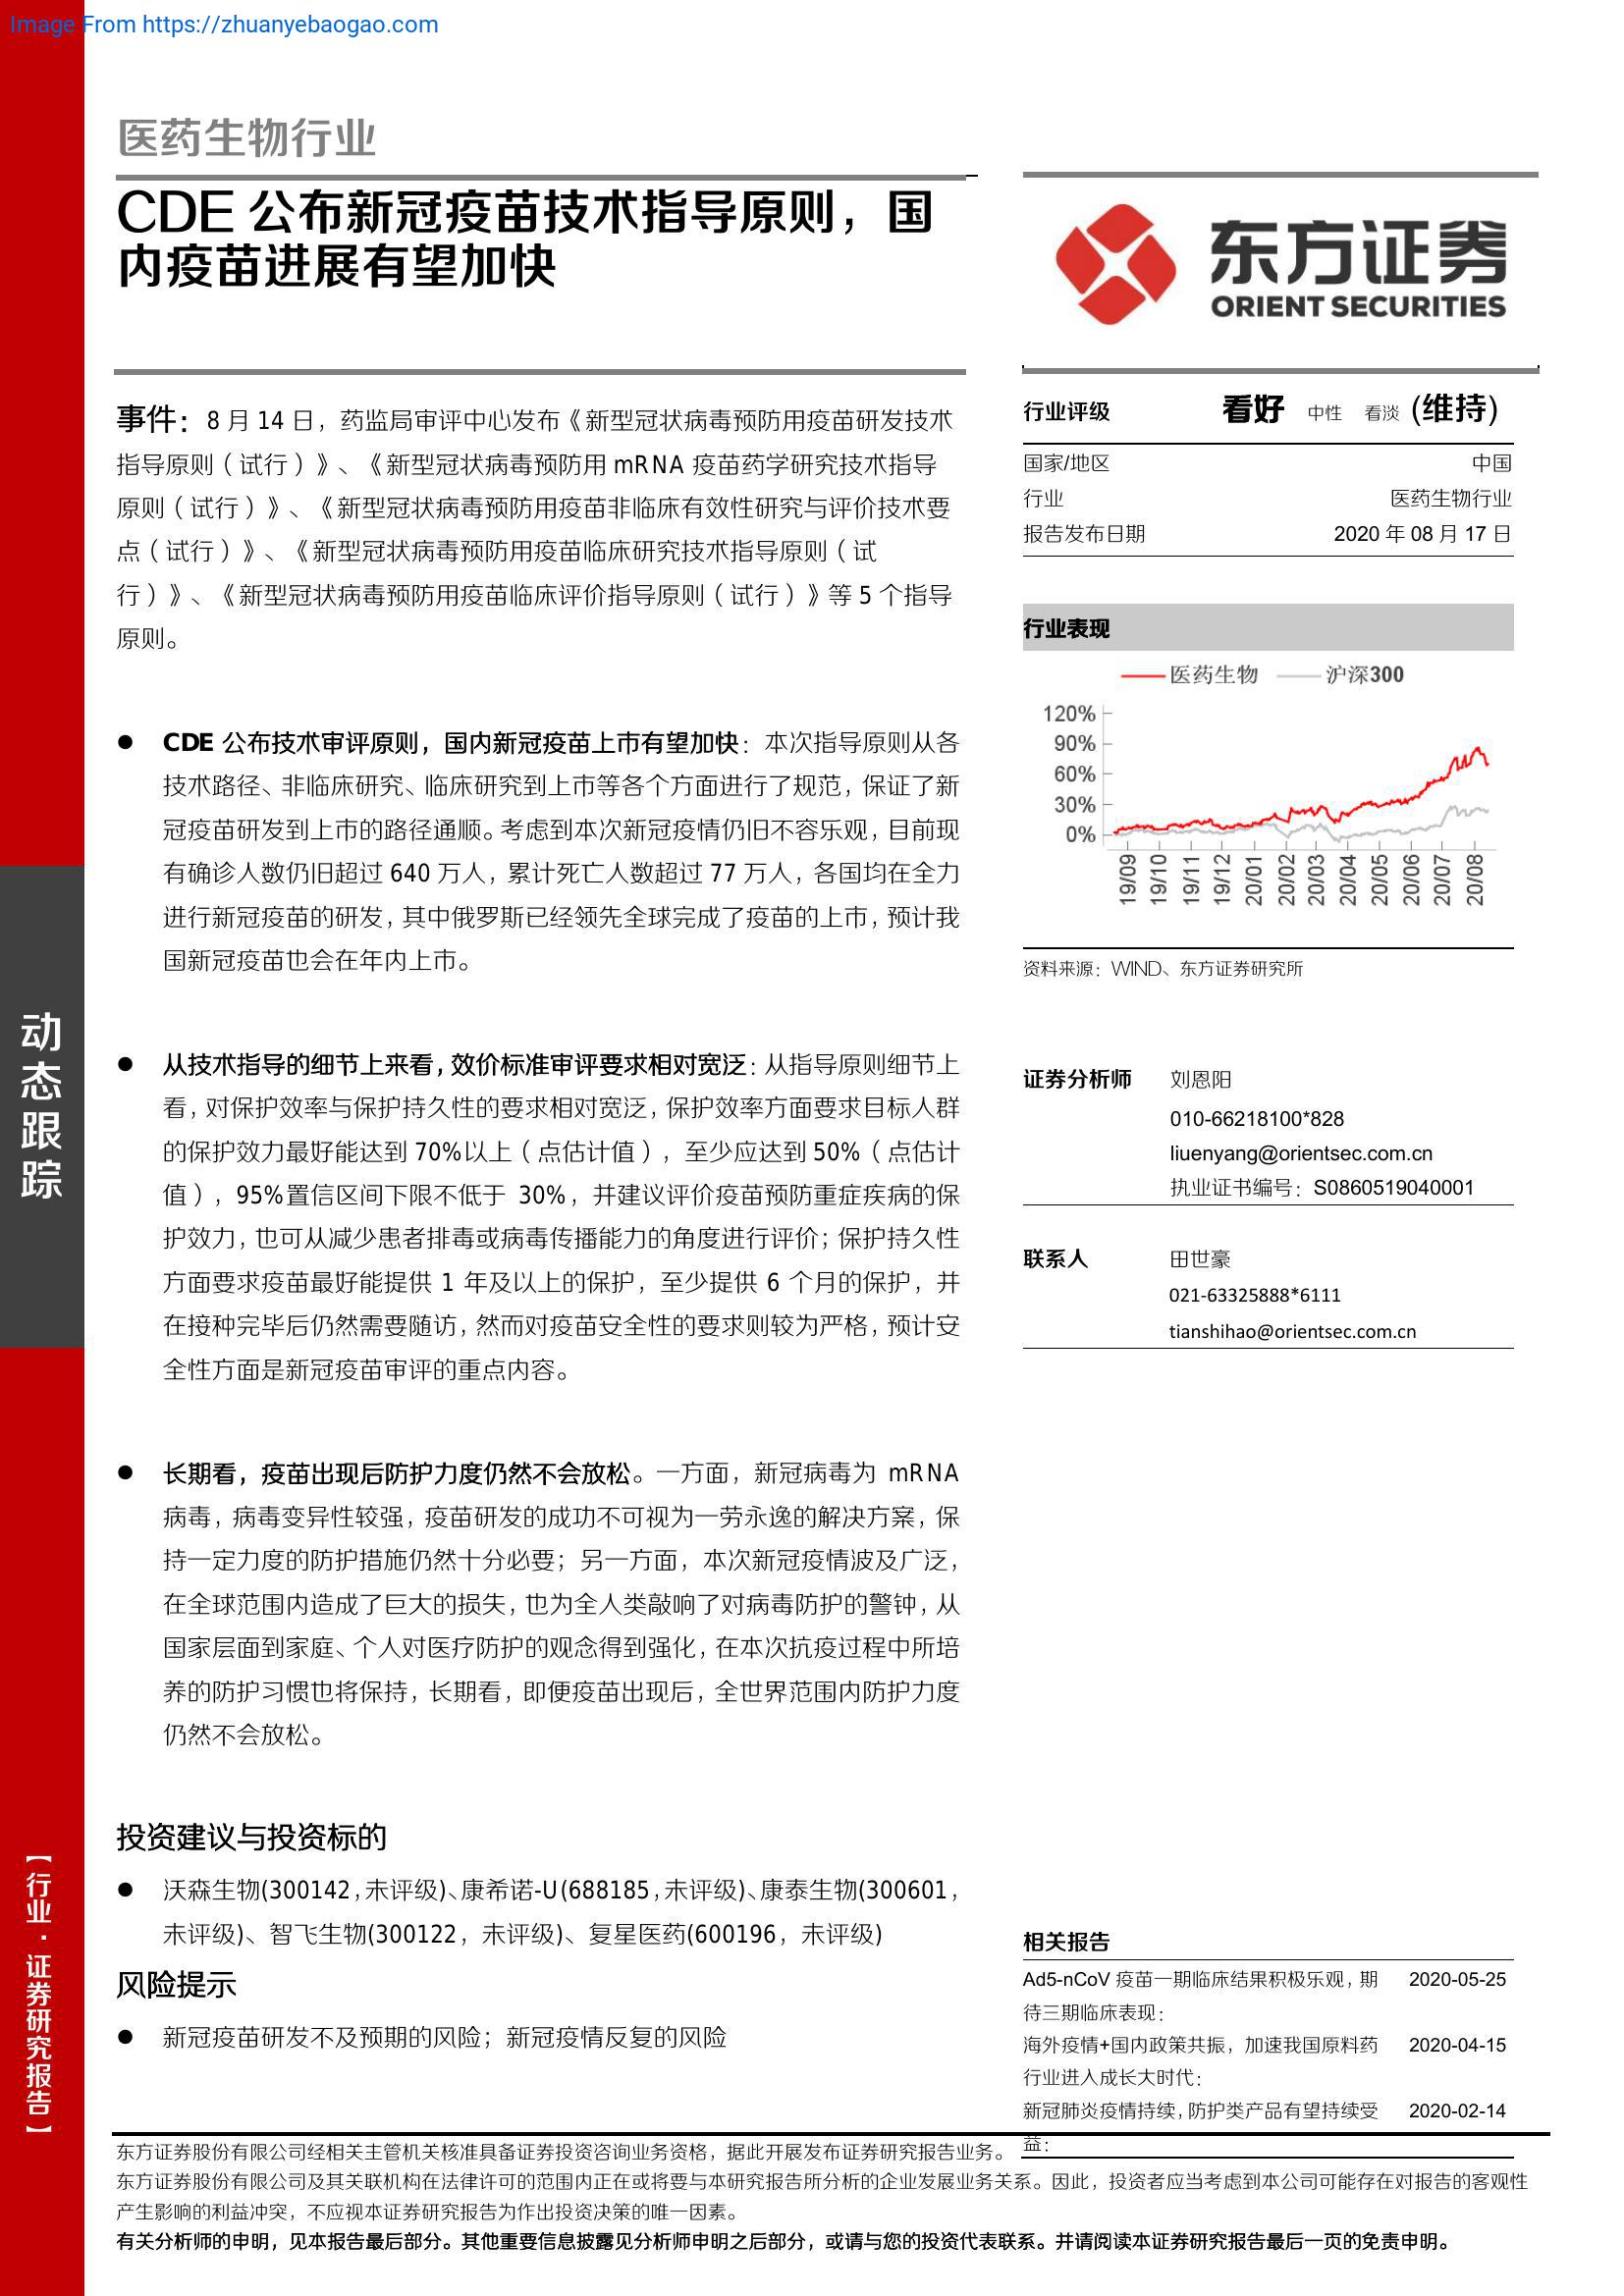 Image From https://zhuanyebaogao.com
医药生物行业
CDE 公布新冠疫苗技术指导原则，国
内疫苗进展有望加快
事件：8 月 14 日，药监局审评中心发布《新型冠状病毒预防用疫苗研发技术
指导原则（试行）》、《新型冠状病毒预防用 mRNA 疫苗药学研究技术指导
原则（试行）》、《新型冠状病毒预防用疫苗非临床有效性研究与评价技术要
点（试行）》、《新型冠状病毒预防用疫苗临床研究技术指导原则（试
行）》、《新型冠状病毒预防用疫苗临床评价指导原则（试行）》等 5 个指导
原则。
● CDE 公布技术审评原则，国内新冠疫苗上市有望加快：本次指导原则从各
技术路径、非临床研究、临床研究到上市等各个方面进行了规范，保证了新
冠疫苗研发到上市的路径通顺。考虑到本次新冠疫情仍旧不容乐观，目前现
有确诊人数仍旧超过 640 万人，累计死亡人数超过 77 万人，各国均在全力
进行新冠疫苗的研发，其中俄罗斯已经领先全球完成了疫苗的上市，预计我
国新冠疫苗也会在年内上市。
● 从技术指导的细节上来看，效价标准审评要求相对宽泛：从指导原则细节上
看，对保护效率与保护持久性的要求相对宽泛，保护效率方面要求目标人群
的保护效力最好能达到 70%以上（点估计值），至少应达到 50%（点估计
值），95%置信区间下限不低于 30%，并建议评价疫苗预防重症疾病的保
护效力，也可从减少患者排毒或病毒传播能力的角度进行评价；保护持久性
方面要求疫苗最好能提供 1 年及以上的保护，至少提供 6 个月的保护，并
在接种完毕后仍然需要随访，然而对疫苗安全性的要求则较为严格，预计安
全性方面是新冠疫苗审评的重点内容。
● 长期看，疫苗出现后防护力度仍然不会放松。一方面，新冠病毒为 mRNA
病毒，病毒变异性较强，疫苗研发的成功不可视为一劳永逸的解决方案，保
持一定力度的防护措施仍然十分必要；另一方面，本次新冠疫情波及广泛，
在全球范围内造成了巨大的损失，也为全人类敲响了对病毒防护的警钟，从
国家层面到家庭、个人对医疗防护的观念得到强化，在本次抗疫过程中所培
养的防护习惯也将保持，长期看，即便疫苗出现后，全世界范围内防护力度
仍然不会放松。
投资建议与投资标的
● 沃森生物(300142，未评级)、康希诺-U(688185，未评级)、康泰生物(300601，
未评级)、智飞生物(300122，未评级)、复星医药(600196，未评级)
风险提示
● 新冠疫苗研发不及预期的风险；新冠疫情反复的风险
东方证券
ORIENT SECURITIES
行业评级 看好 中性 看淡 (维持)
国家/地区 中国
行业 医药生物行业
报告发布日期 2020 年 08 月 17 日
行业表现
医药生物 沪深300
120%
90%
60%
30%
0%
19/09 19/10 19/11 19/12 20/01 20/02 20/03 20/04 20/05 20/06 20/07 20/08
资料来源：WIND、东方证券研究所
证券分析师 刘恩阳
010-66218100*828
liuenyang@orientsec.com.cn
执业证书编号：S0860519040001
联系人 田世豪
021-63325888*6111
tianshihao@orientsec.com.cn
相关报告
Ad5-nCoV 疫苗一期临床结果积极乐观，期 2020-05-25
待三期临床表现：
海外疫情+国内政策共振，加速我国原料药 2020-04-15
行业进入成长大时代：
新冠肺炎疫情持续，防护类产品有望持续受 2020-02-14
益：
动态跟踪
【行业·证券研究报告】
东方证券股份有限公司经相关主管机关核准具备证券投资咨询业务资格，据此开展发布证券研究报告业务。
东方证券股份有限公司及其关联机构在法律许可的范围内正在或将要与本研究报告所分析的企业发展业务关系。因此，投资者应当考虑到本公司可能存在对报告的客观性
产生影响的利益冲突，不应视本证券研究报告为作出投资决策的唯一因素。
有关分析师的申明，见本报告最后部分。其他重要信息披露见分析师申明之后部分，或请与您的投资代表联系。并请阅读本证券研究报告最后一页的免责申明。